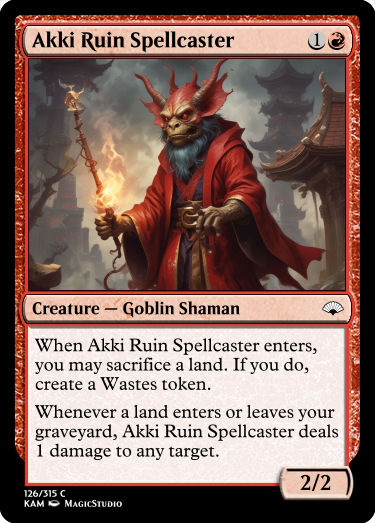 Akki Ruin Spellcaster 1
Creature — Goblin Shaman
When Akki Ruin Spellcaster enters,
you may sacrifice a land. If you do,
create a Wastes token.
Whenever a land enters or leaves your
graveyard, Akki Ruin Spellcaster deals
1 damage to any target.
2/2
126/315 C
KAM MagicStudio